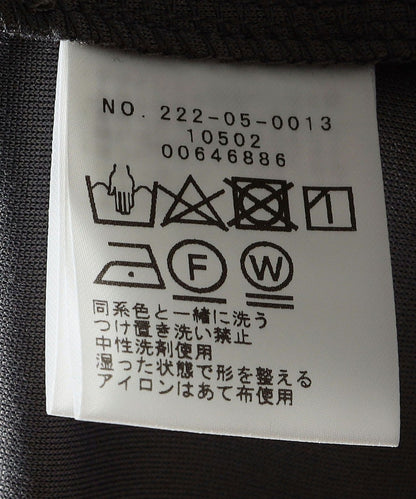 NO. 222-05-0013
10502
00646886
F W
同系色と一緒に洗う
つけ置き洗い禁止
中性洗剤使用
湿った状態で形を整える
アイロンはあて布使用